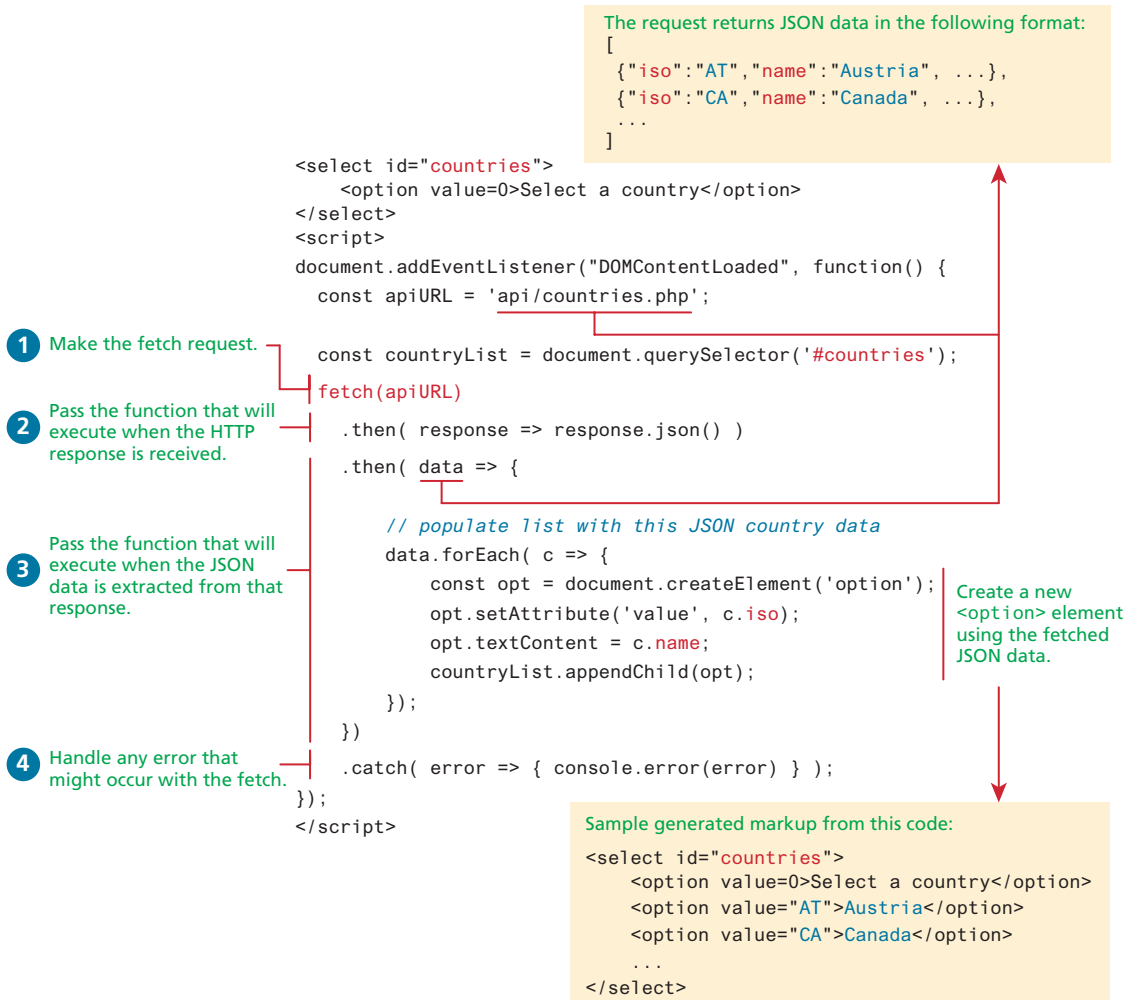 The request returns JSON data in the following format:
[
{"iso":"AT","name":"Austria", ...},
{"iso":"CA","name":"Canada", ...},
...
]
<select id="countries">
<option value=0>Select a country</option>
</select>
<script>
document.addEventListener("DOMContentLoaded", function() {
const apiURL = 'api/countries.php';
1 Make the fetch request.
const countryList = document.querySelector('#countries');
fetch(apiURL)
2 Pass the function that will
execute when the HTTP
response is received.
.then( response => response.json() )
.then( data => {
// populate list with this JSON country data
3 Pass the function that will
execute when the JSON
data is extracted from that
response.
data.forEach( c => {
const opt = document.createElement('option');
opt.setAttribute('value', c.iso);
opt.textContent = c.name;
countryList.appendChild(opt);
});
})
Create a new
<option> element
using the fetched
JSON data.
4 Handle any error that
might occur with the fetch.
.catch( error => { console.error(error) } );
});
</script>
Sample generated markup from this code:
<select id="countries">
<option value=0>Select a country</option>
<option value="AT">Austria</option>
<option value="CA">Canada</option>
...
</select>